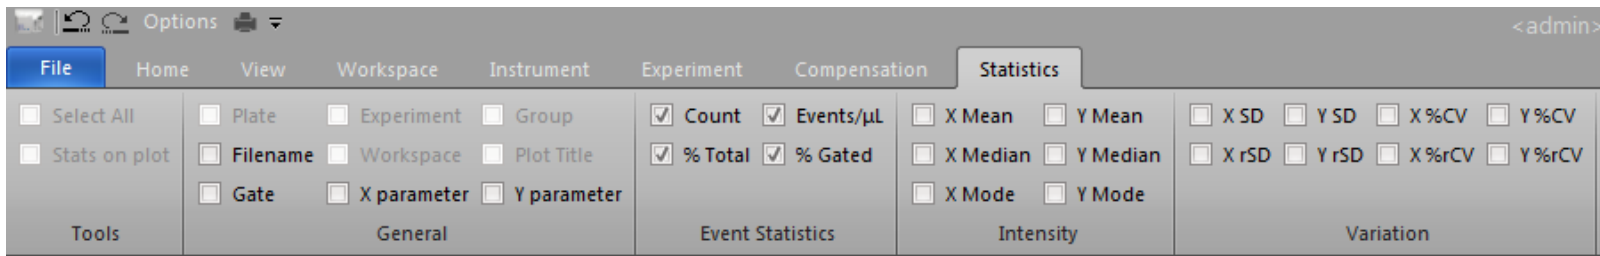 Options <admin>
File Home View Workspace Instrument Experiment Compensation Statistics
Select All Plate Experiment Group Count Events/µL X Mean Y Mean X SD Y SD X %CV Y %CV
Stats on plot Filename Workspace Plot Title % Total % Gated X Median Y Median X rSD Y rSD X %rCV Y %rCV
Gate X parameter Y parameter X Mode Y Mode
Tools General Event Statistics Intensity Variation